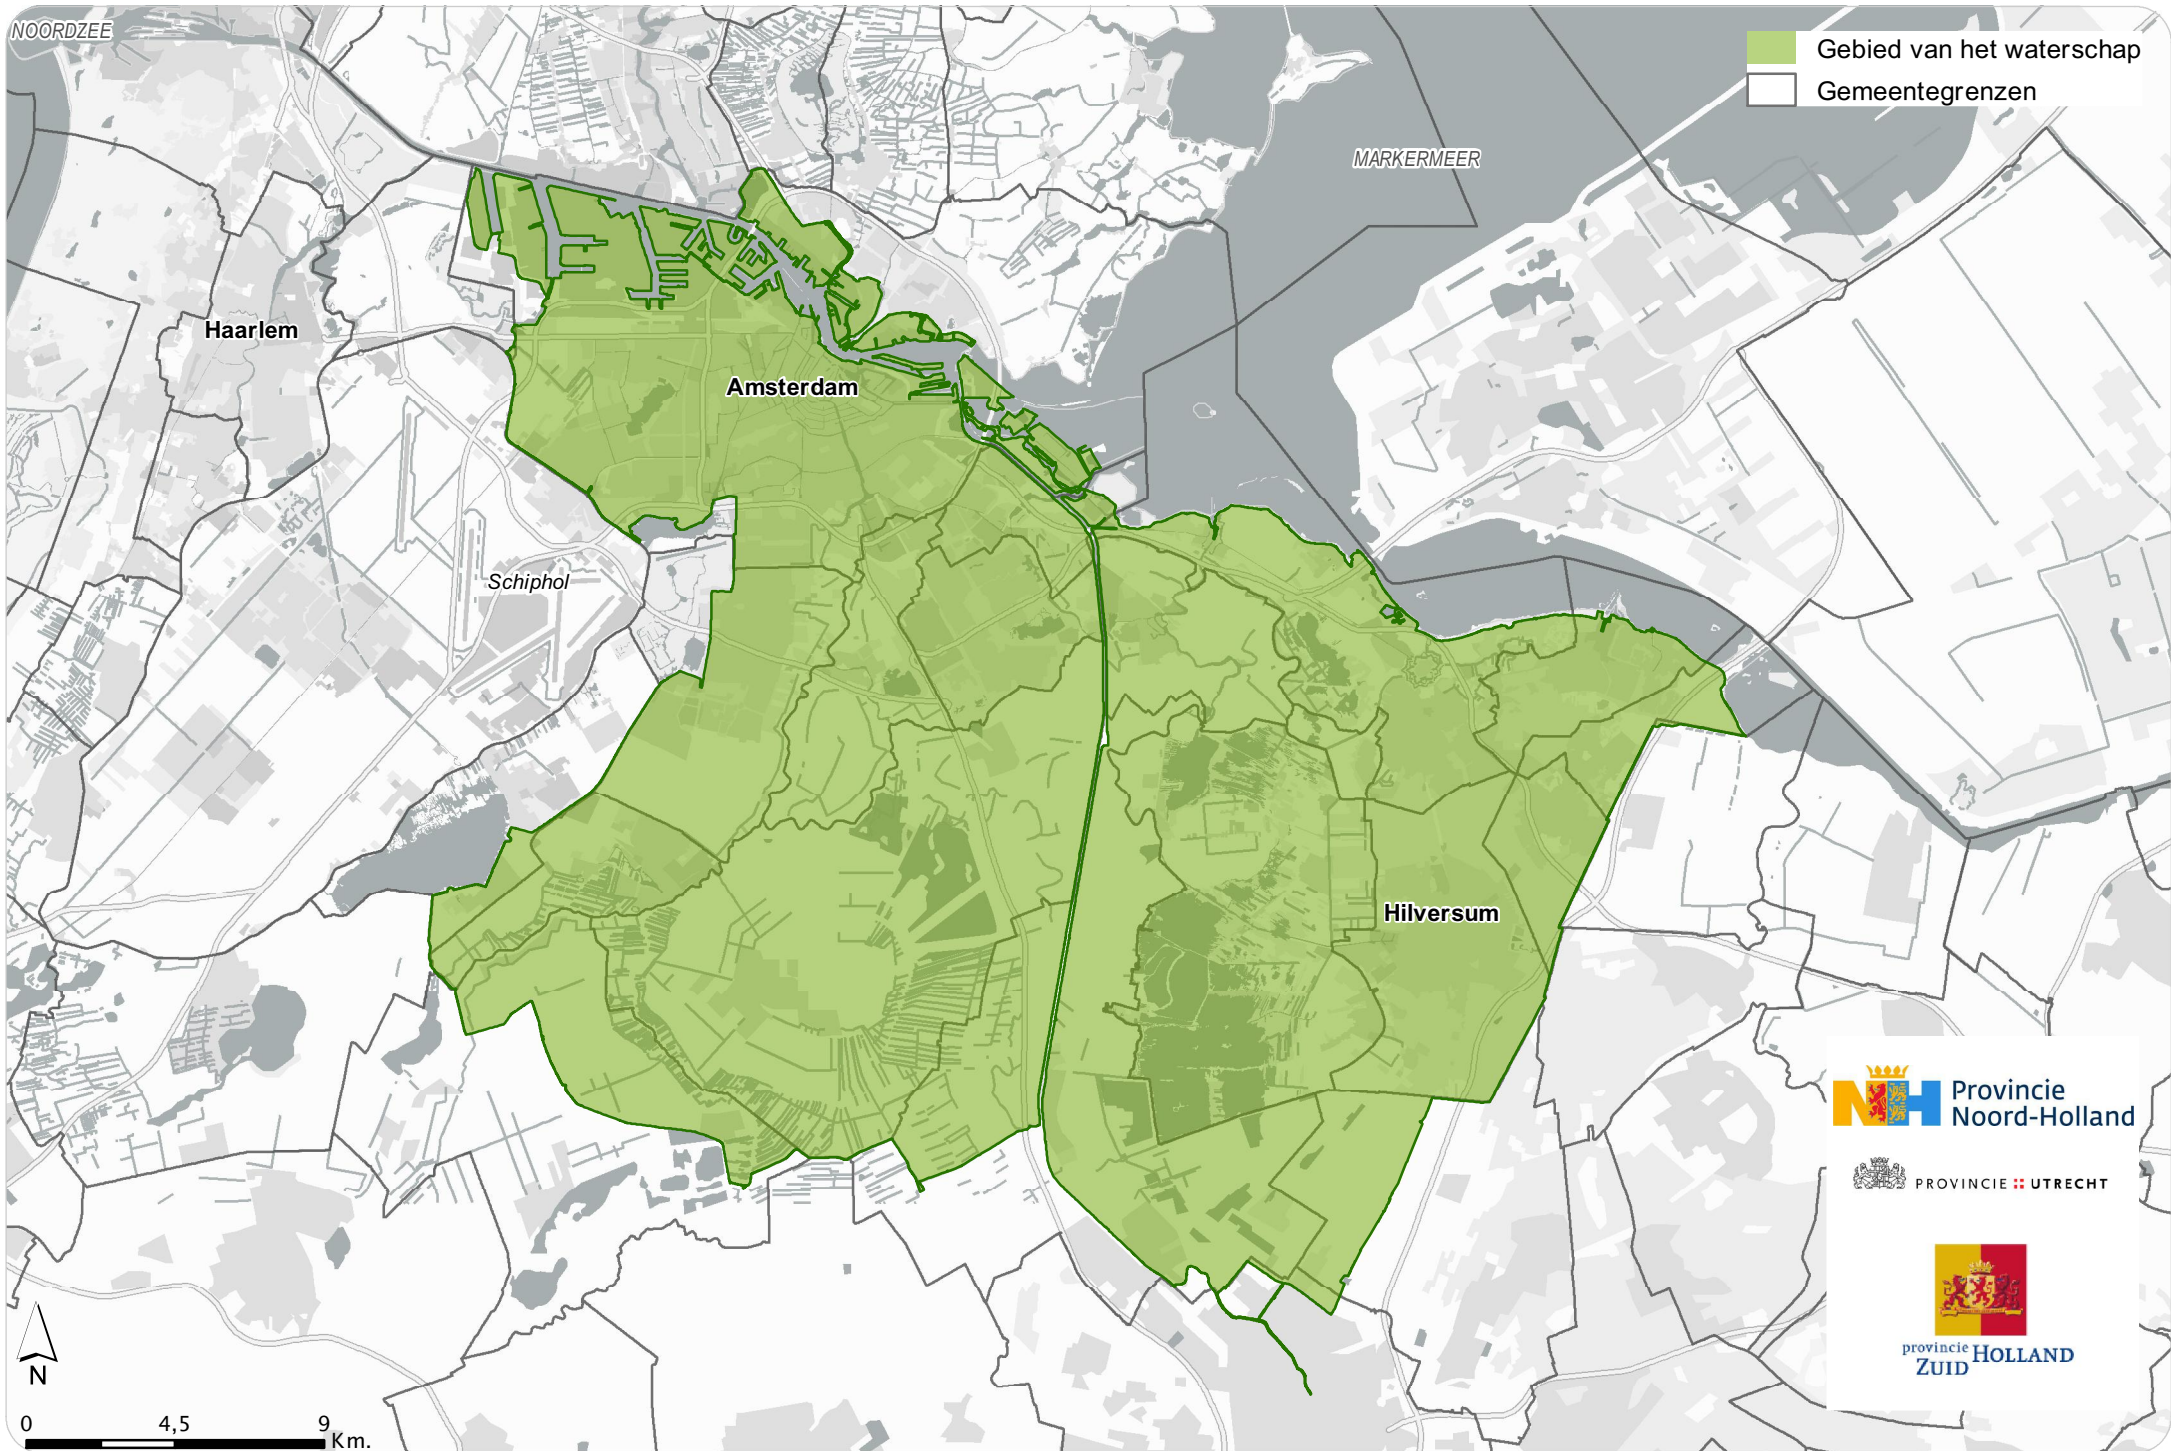 NOORDZEE
Gebied van het waterschap
Gemeentegrenzen
MARKERMEER
Haarlem
Amsterdam
Schiphol
Hilversum
NH Provincie
Noord-Holland
PROVINCIE :: UTRECHT
provincie
ZUID HOLLAND
N
0 4,5 9
Km.